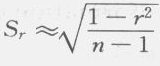 S_r ≈ √((1 − r²)/(n − 1))